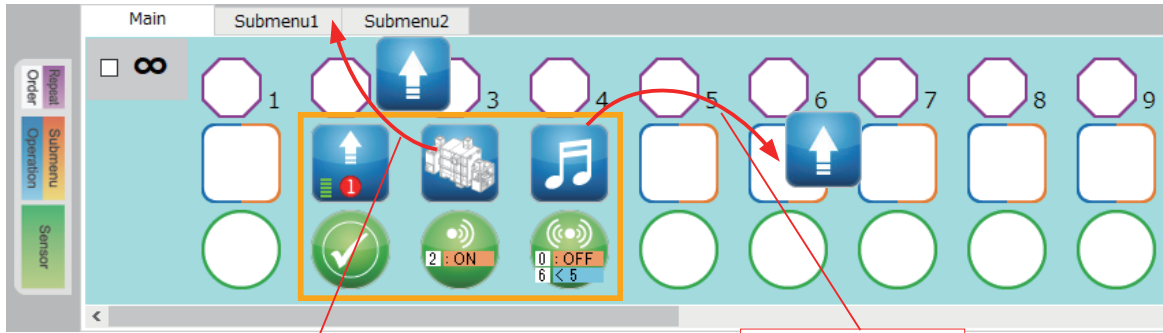 Main Submenu1 Submenu2
∞
Repeat
Order
Submenu
Operation
Sensor
1 3 4 5 6 7 8 9
1
2 : ON
0 : OFF
6 < 5